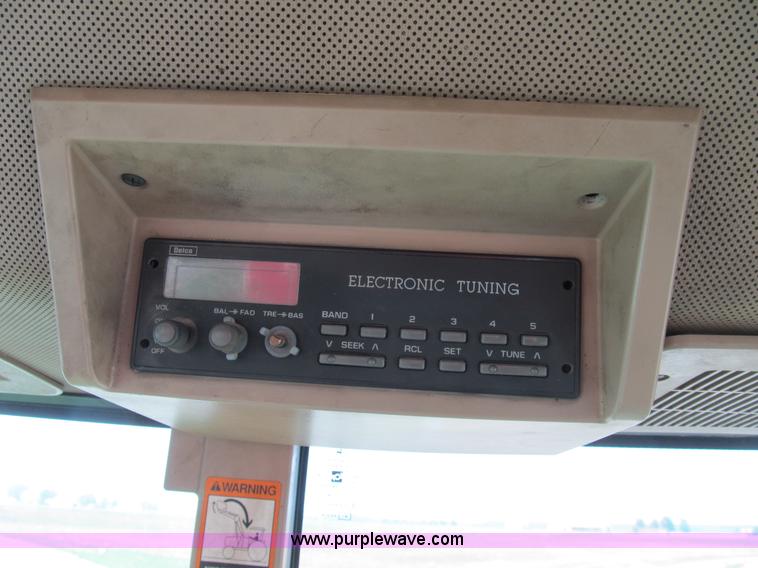 Delco
ELECTRONIC TUNING
VOL
BAL FAD
TRE BAS
BAND 1 2 3 4 5
OFF
V SEEK Λ
RCL
SET
V TUNE Λ
WARNING
www.purplewave.com